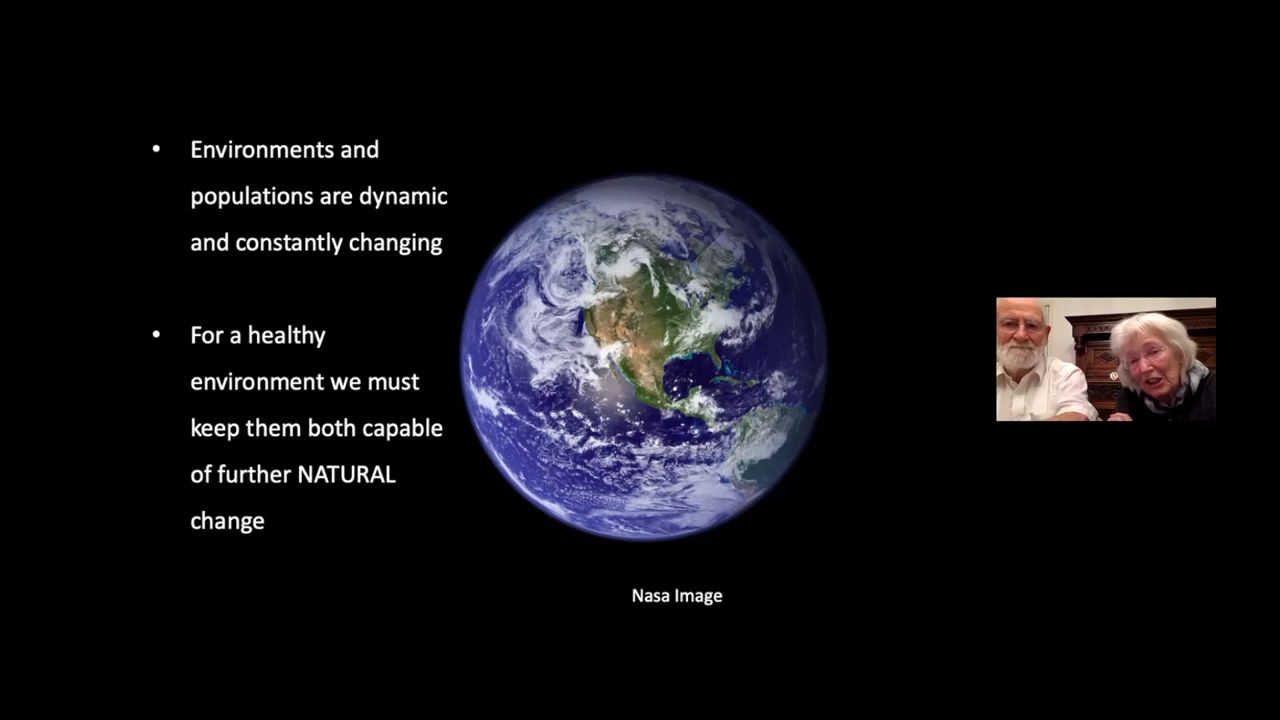 • Environments and
populations are dynamic
and constantly changing
• For a healthy
environment we must
keep them both capable
of further NATURAL
change
Nasa Image